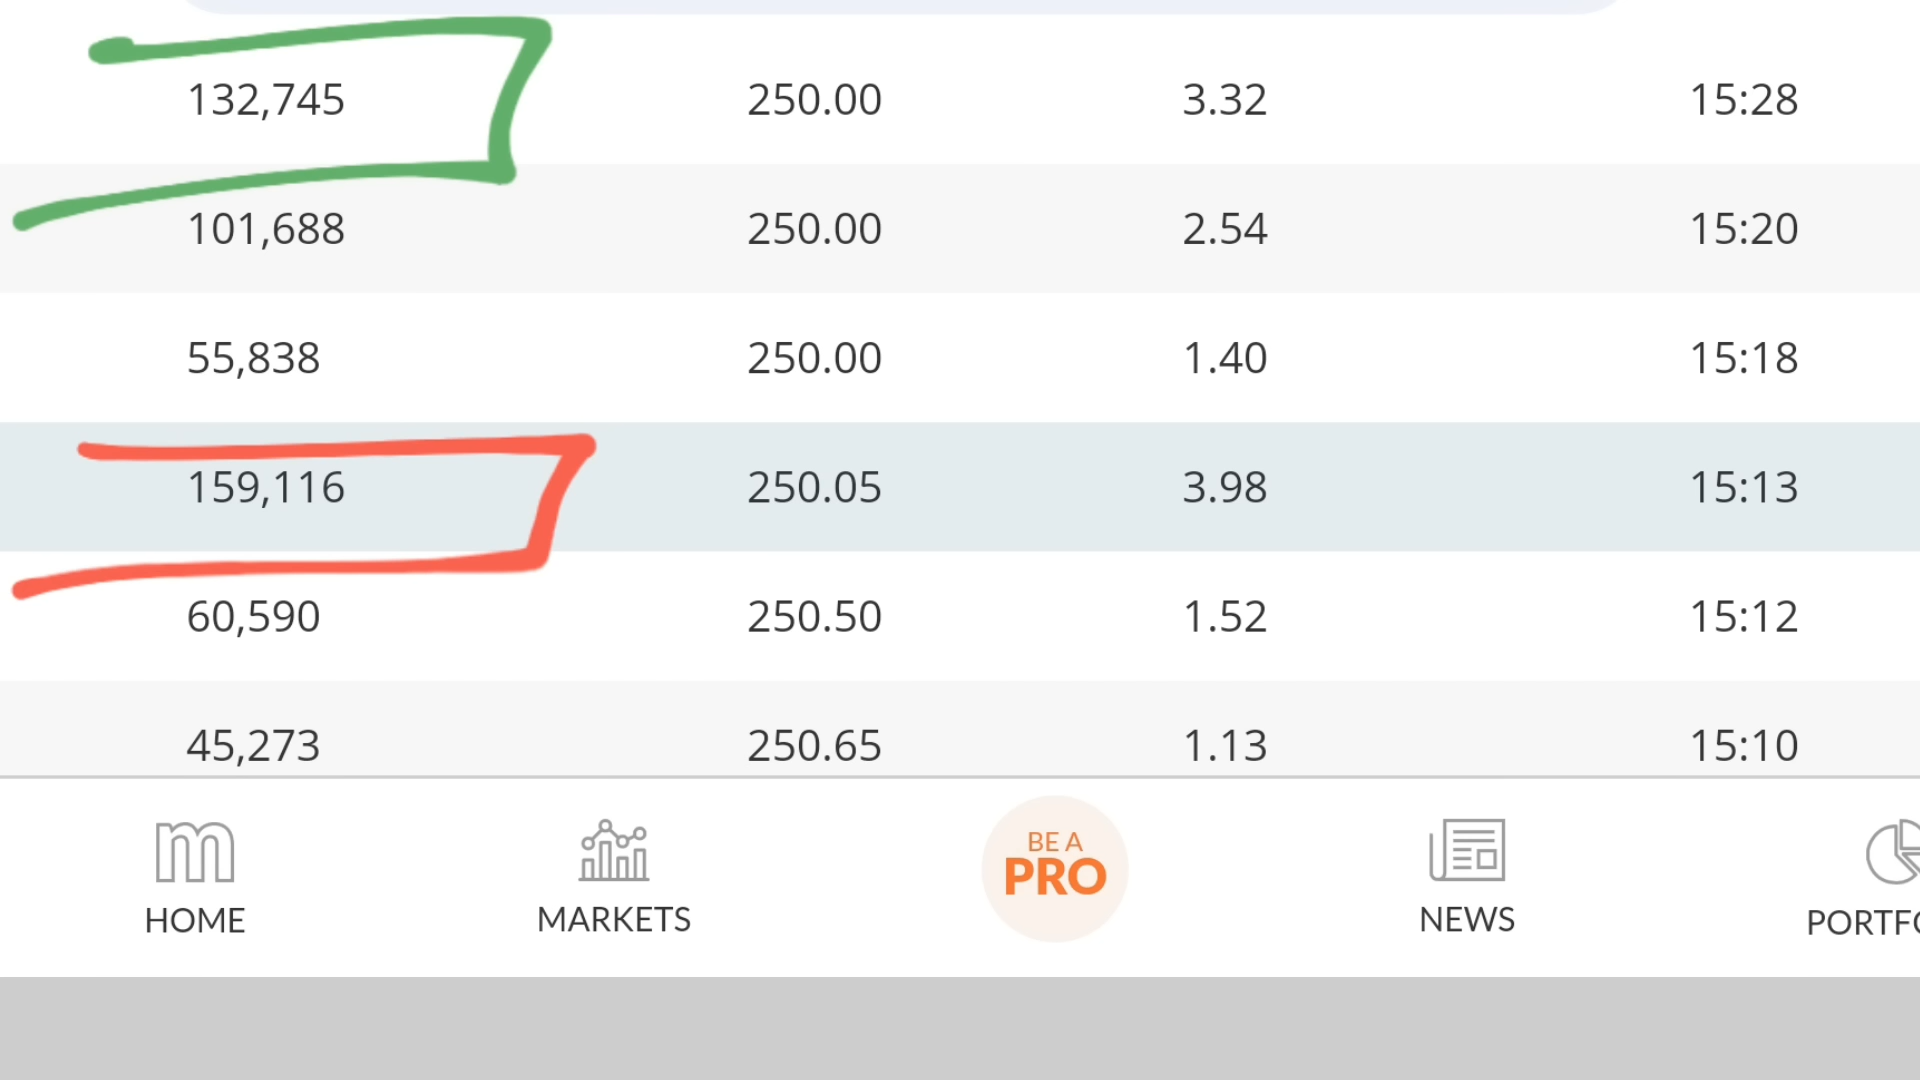 132,745 250.00 3.32 15:28
101,688 250.00 2.54 15:20
55,838 250.00 1.40 15:18
159,116 250.05 3.98 15:13
60,590 250.50 1.52 15:12
45,273 250.65 1.13 15:10
m
BE A
PRO
HOME MARKETS NEWS PORTFO